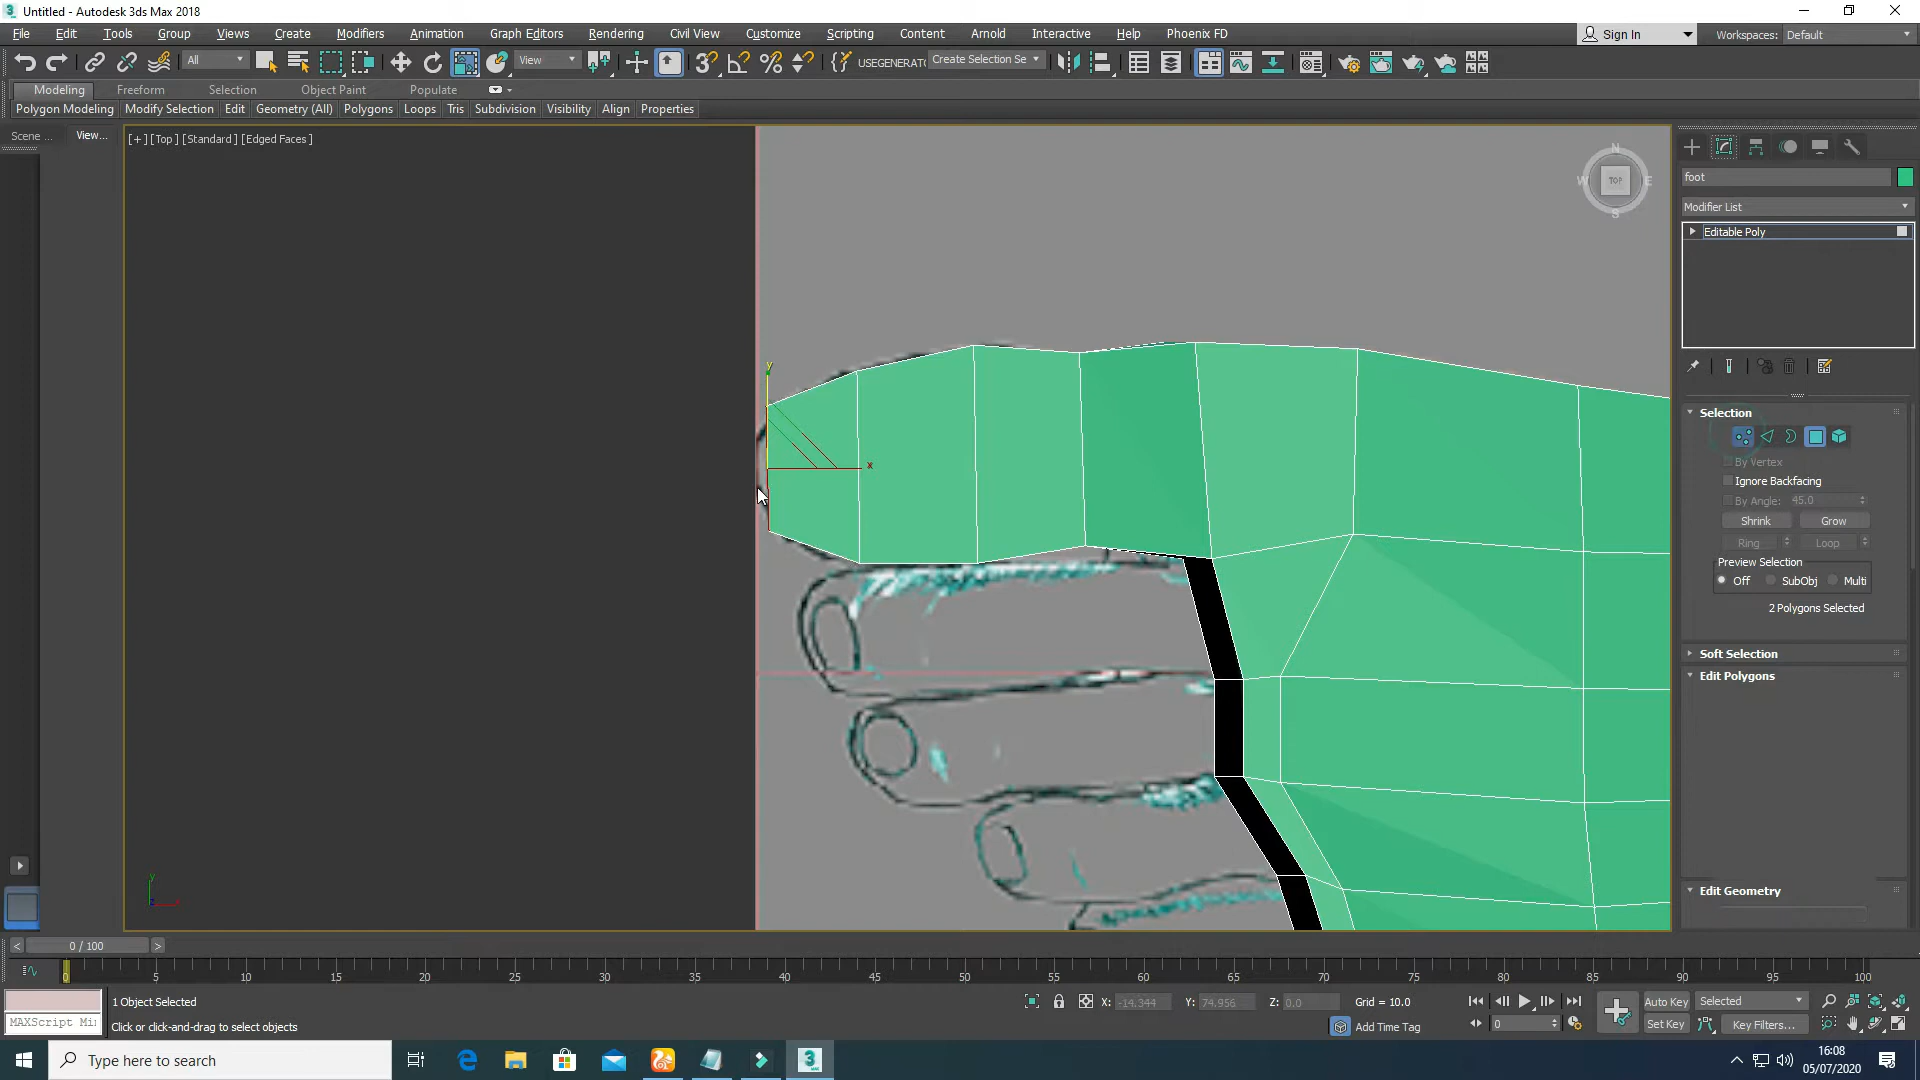 Untitled - Autodesk 3ds Max 2018
File Edit Tools Group Views Create Modifiers Animation Graph Editors Rendering Civil View Customize Scripting Content Arnold Interactive Help Phoenix FD
Sign In Workspaces: Default
All View USEGENERATO Create Selection Se
Modeling Freeform Selection Object Paint Populate
Polygon Modeling Modify Selection Edit Geometry (All) Polygons Loops Tris Subdivision Visibility Align Properties
Scene ... View...
[+] [Top] [Standard] [Edged Faces]
N
W TOP E
S
foot
Modifier List
Editable Poly
Selection
By Vertex
Ignore Backfacing
By Angle: 45.0
Shrink Grow
Ring Loop
Preview Selection
Off SubObj Multi
2 Polygons Selected
Soft Selection
Edit Polygons
Edit Geometry
y
x
y
< 0 / 100 >
0 5 10 15 20 25 30 35 40 45 50 55 60 65 70 75 80 85 90 95 100
1 Object Selected
X: -14.344 Y: 74.956 Z: 0.0 Grid = 10.0
Auto Key Selected
MAXScript Mi
Click or click-and-drag to select objects
Add Time Tag
0
Set Key Key Filters...
Type here to search
3
MAX
16:08
05/07/2020